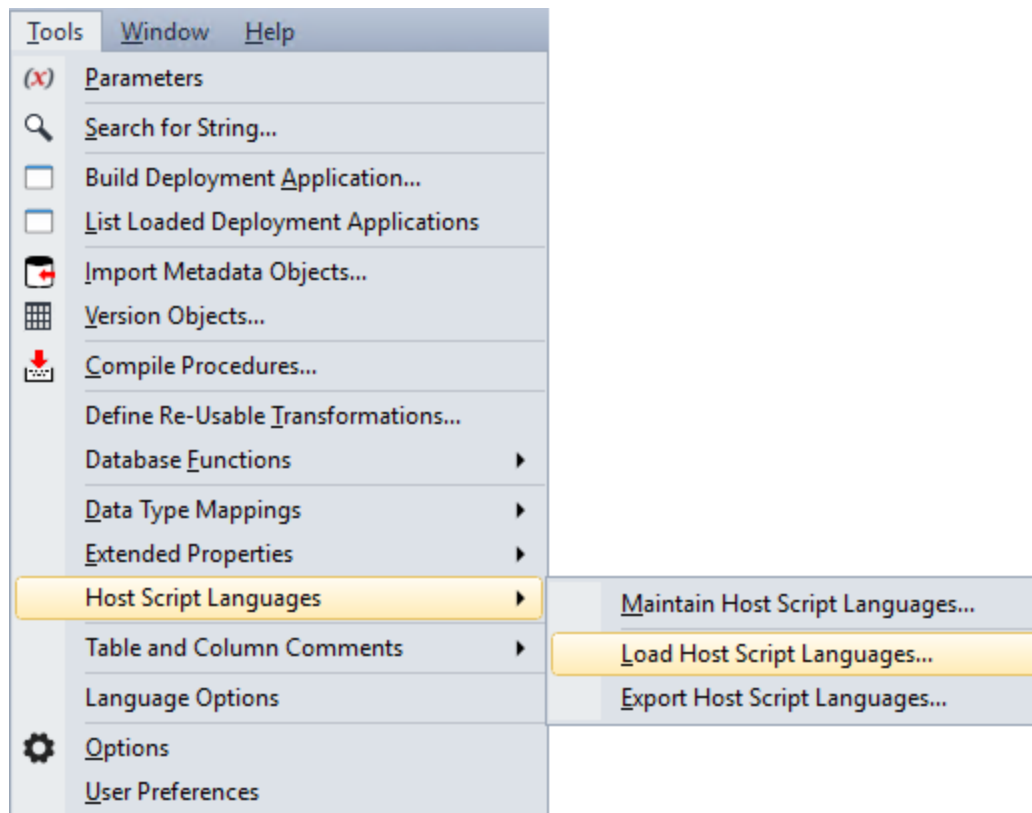 Tools Window Help
(x) Parameters
Search for String...
Build Deployment Application...
List Loaded Deployment Applications
Import Metadata Objects...
Version Objects...
Compile Procedures...
Define Re-Usable Transformations...
Database Functions
Data Type Mappings
Extended Properties
Host Script Languages
Maintain Host Script Languages...
Load Host Script Languages...
Export Host Script Languages...
Table and Column Comments
Language Options
Options
User Preferences